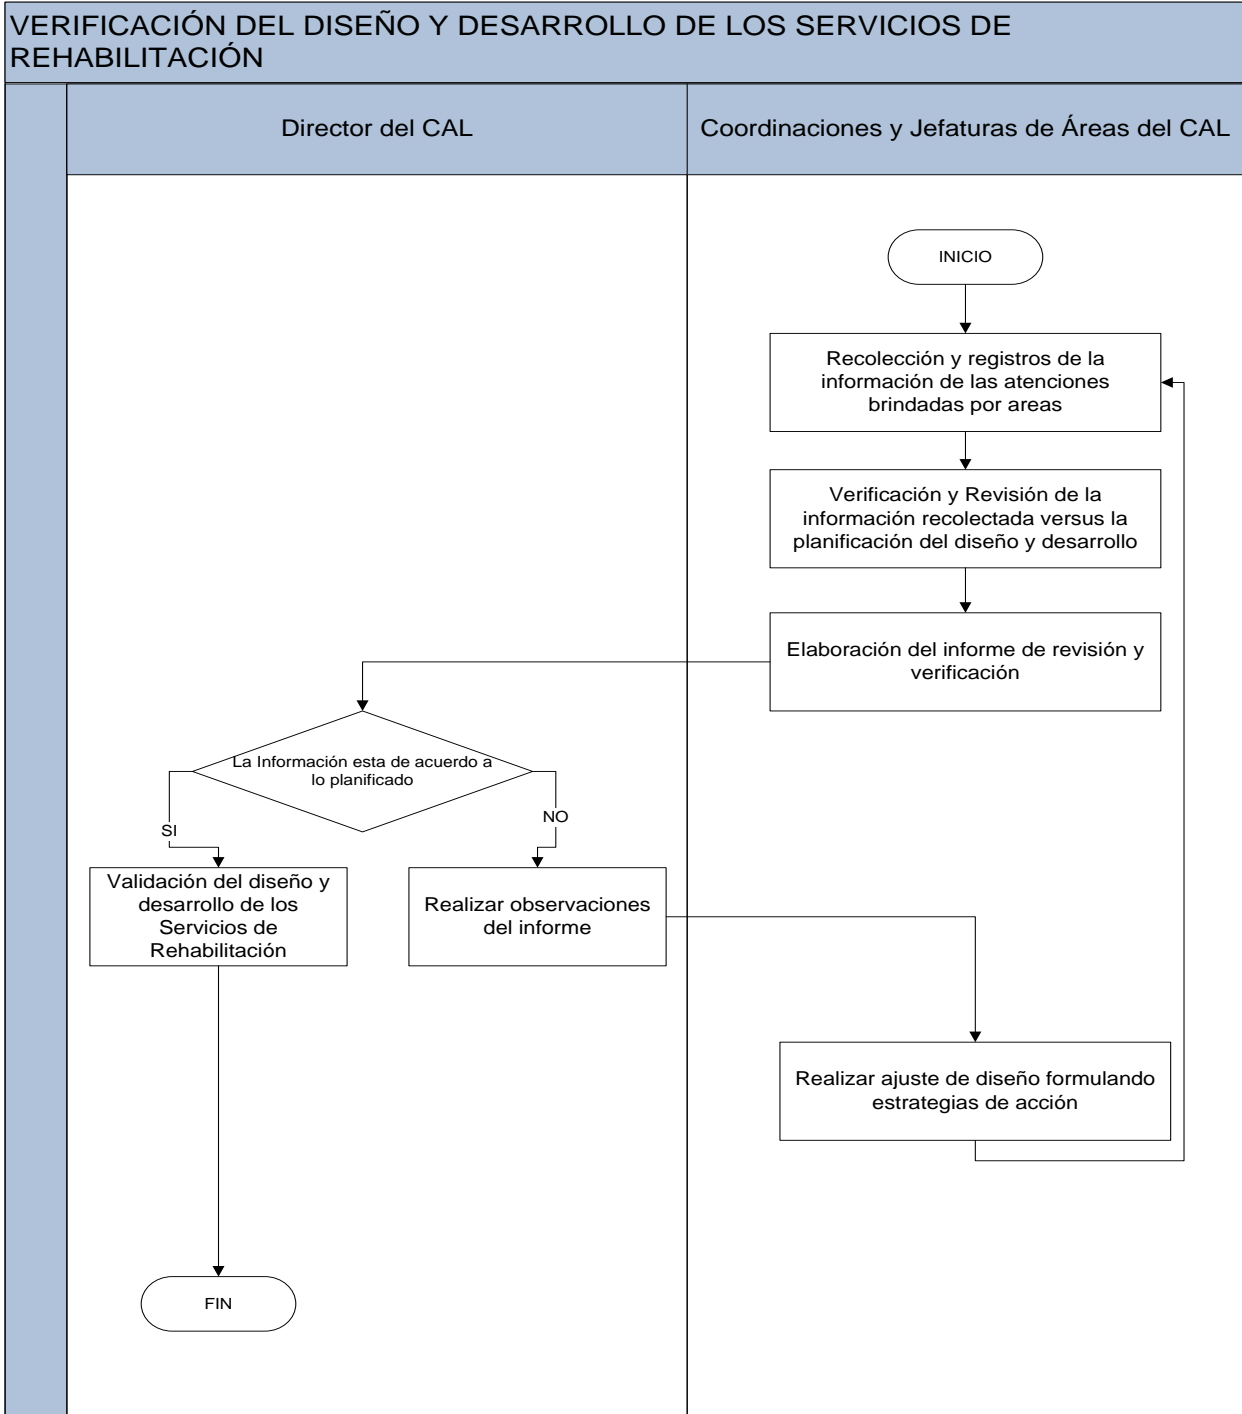 VERIFICACIÓN DEL DISEÑO Y DESARROLLO DE LOS SERVICIOS DE
REHABILITACIÓN
Director del CAL
Coordinaciones y Jefaturas de Áreas del CAL
INICIO
Recolección y registros de la
información de las atenciones
brindadas por areas
Verificación y Revisión de la
información recolectada versus la
planificación del diseño y desarrollo
Elaboración del informe de revisión y
verificación
La Información esta de acuerdo a
lo planificado
SI
NO
Validación del diseño y
desarrollo de los
Servicios de
Rehabilitación
Realizar observaciones
del informe
Realizar ajuste de diseño formulando
estrategias de acción
FIN